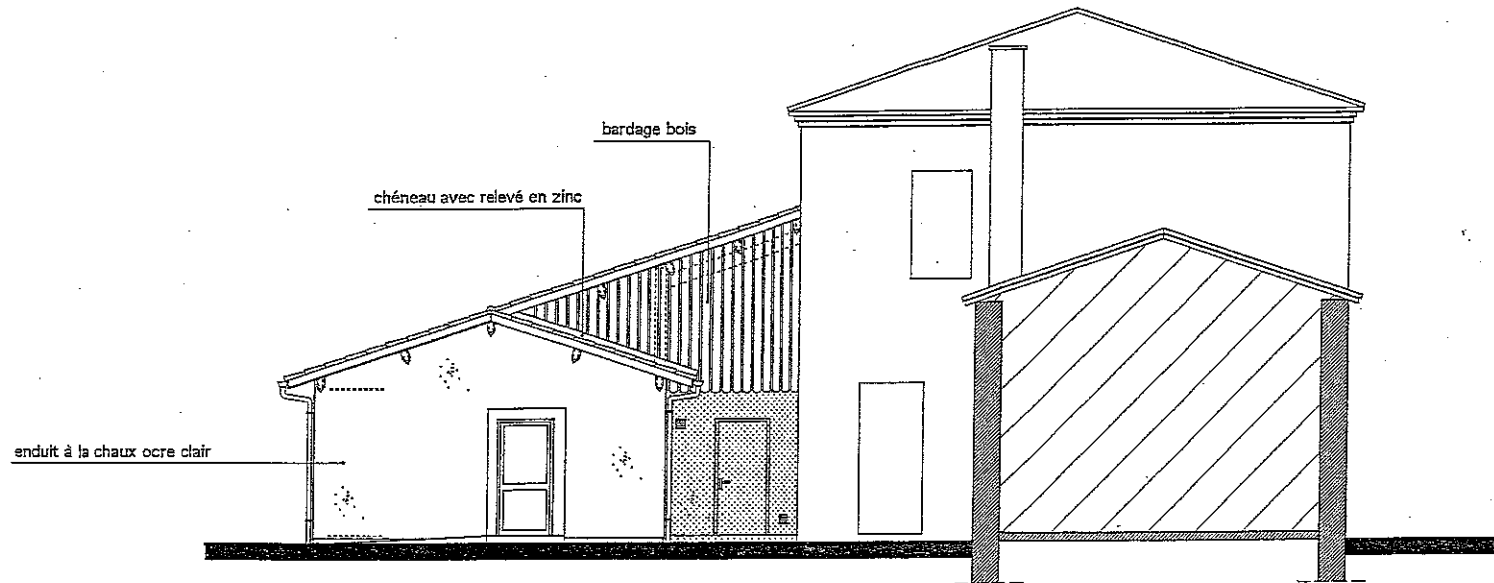 bardage bois
chéneau avec relevé en zinc
enduit à la chaux ocre clair